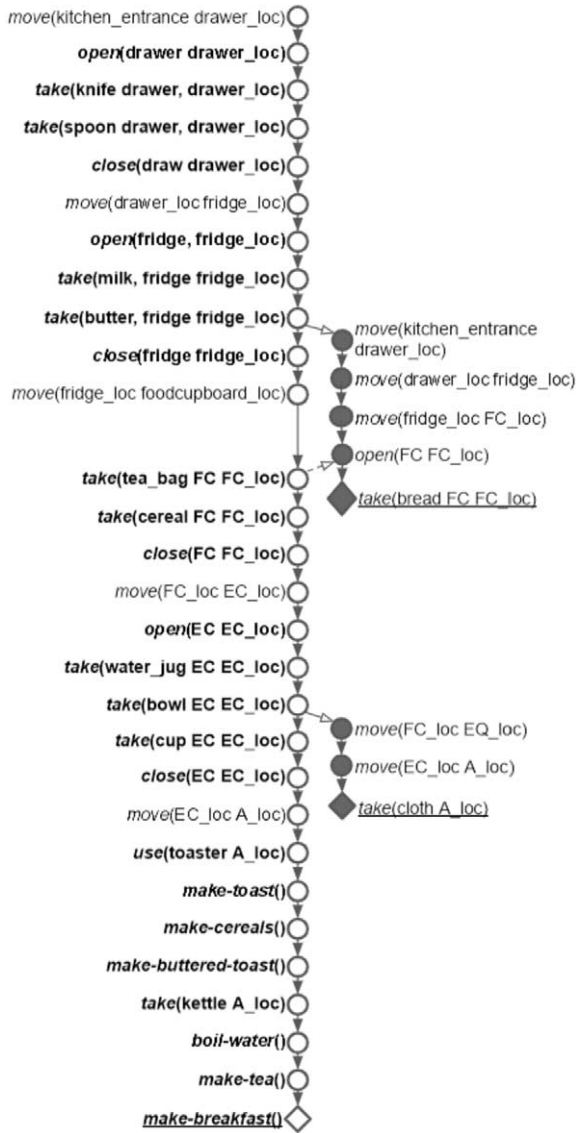 move(kitchen_entrance drawer_loc)
open(drawer drawer_loc)
take(knife drawer, drawer_loc)
take(spoon drawer, drawer_loc)
close(draw drawer_loc)
move(drawer_loc fridge_loc)
open(fridge, fridge_loc)
take(milk, fridge fridge_loc)
take(butter, fridge fridge_loc)
close(fridge fridge_loc)
move(fridge_loc foodcupboard_loc)
take(tea_bag FC FC_loc)
take(cereal FC FC_loc)
close(FC FC_loc)
move(FC_loc EC_loc)
open(EC EC_loc)
take(water_jug EC EC_loc)
take(bowl EC EC_loc)
take(cup EC EC_loc)
close(EC EC_loc)
move(EC_loc A_loc)
use(toaster A_loc)
make-toast()
make-cereals()
make-buttered-toast()
take(kettle A_loc)
boil-water()
make-tea()
make-breakfast()
move(kitchen_entrance
drawer_loc)
move(drawer_loc fridge_loc)
move(fridge_loc FC_loc)
open(FC FC_loc)
take(bread FC FC_loc)
move(FC_loc EQ_loc)
move(EC_loc A_loc)
take(cloth A_loc)